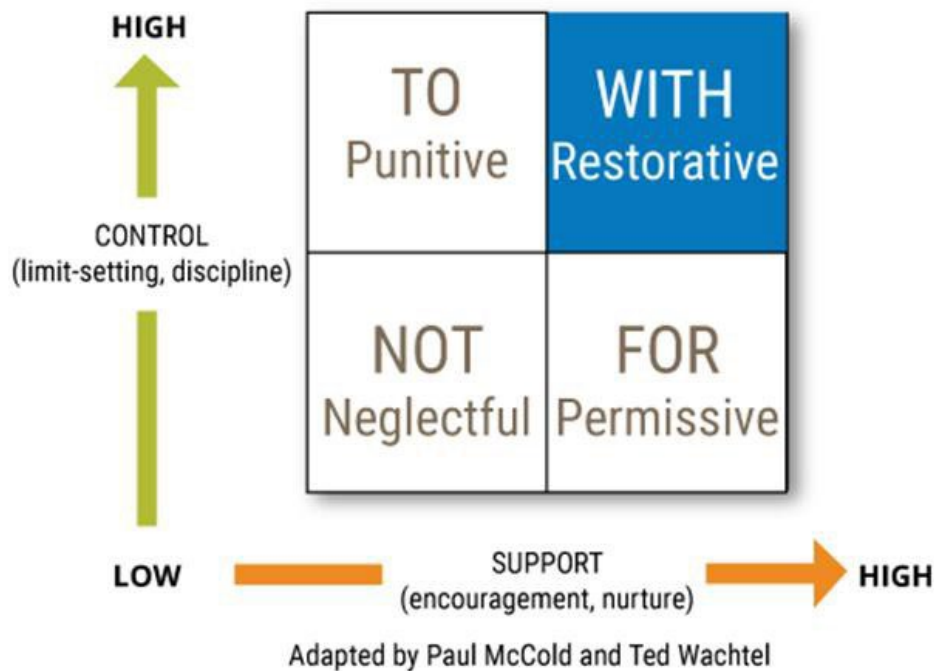 HIGH
TO
Punitive
WITH
Restorative
CONTROL
(limit-setting, discipline)
NOT
Neglectful
FOR
Permissive
LOW
SUPPORT
(encouragement, nurture)
HIGH
Adapted by Paul McCold and Ted Wachtel